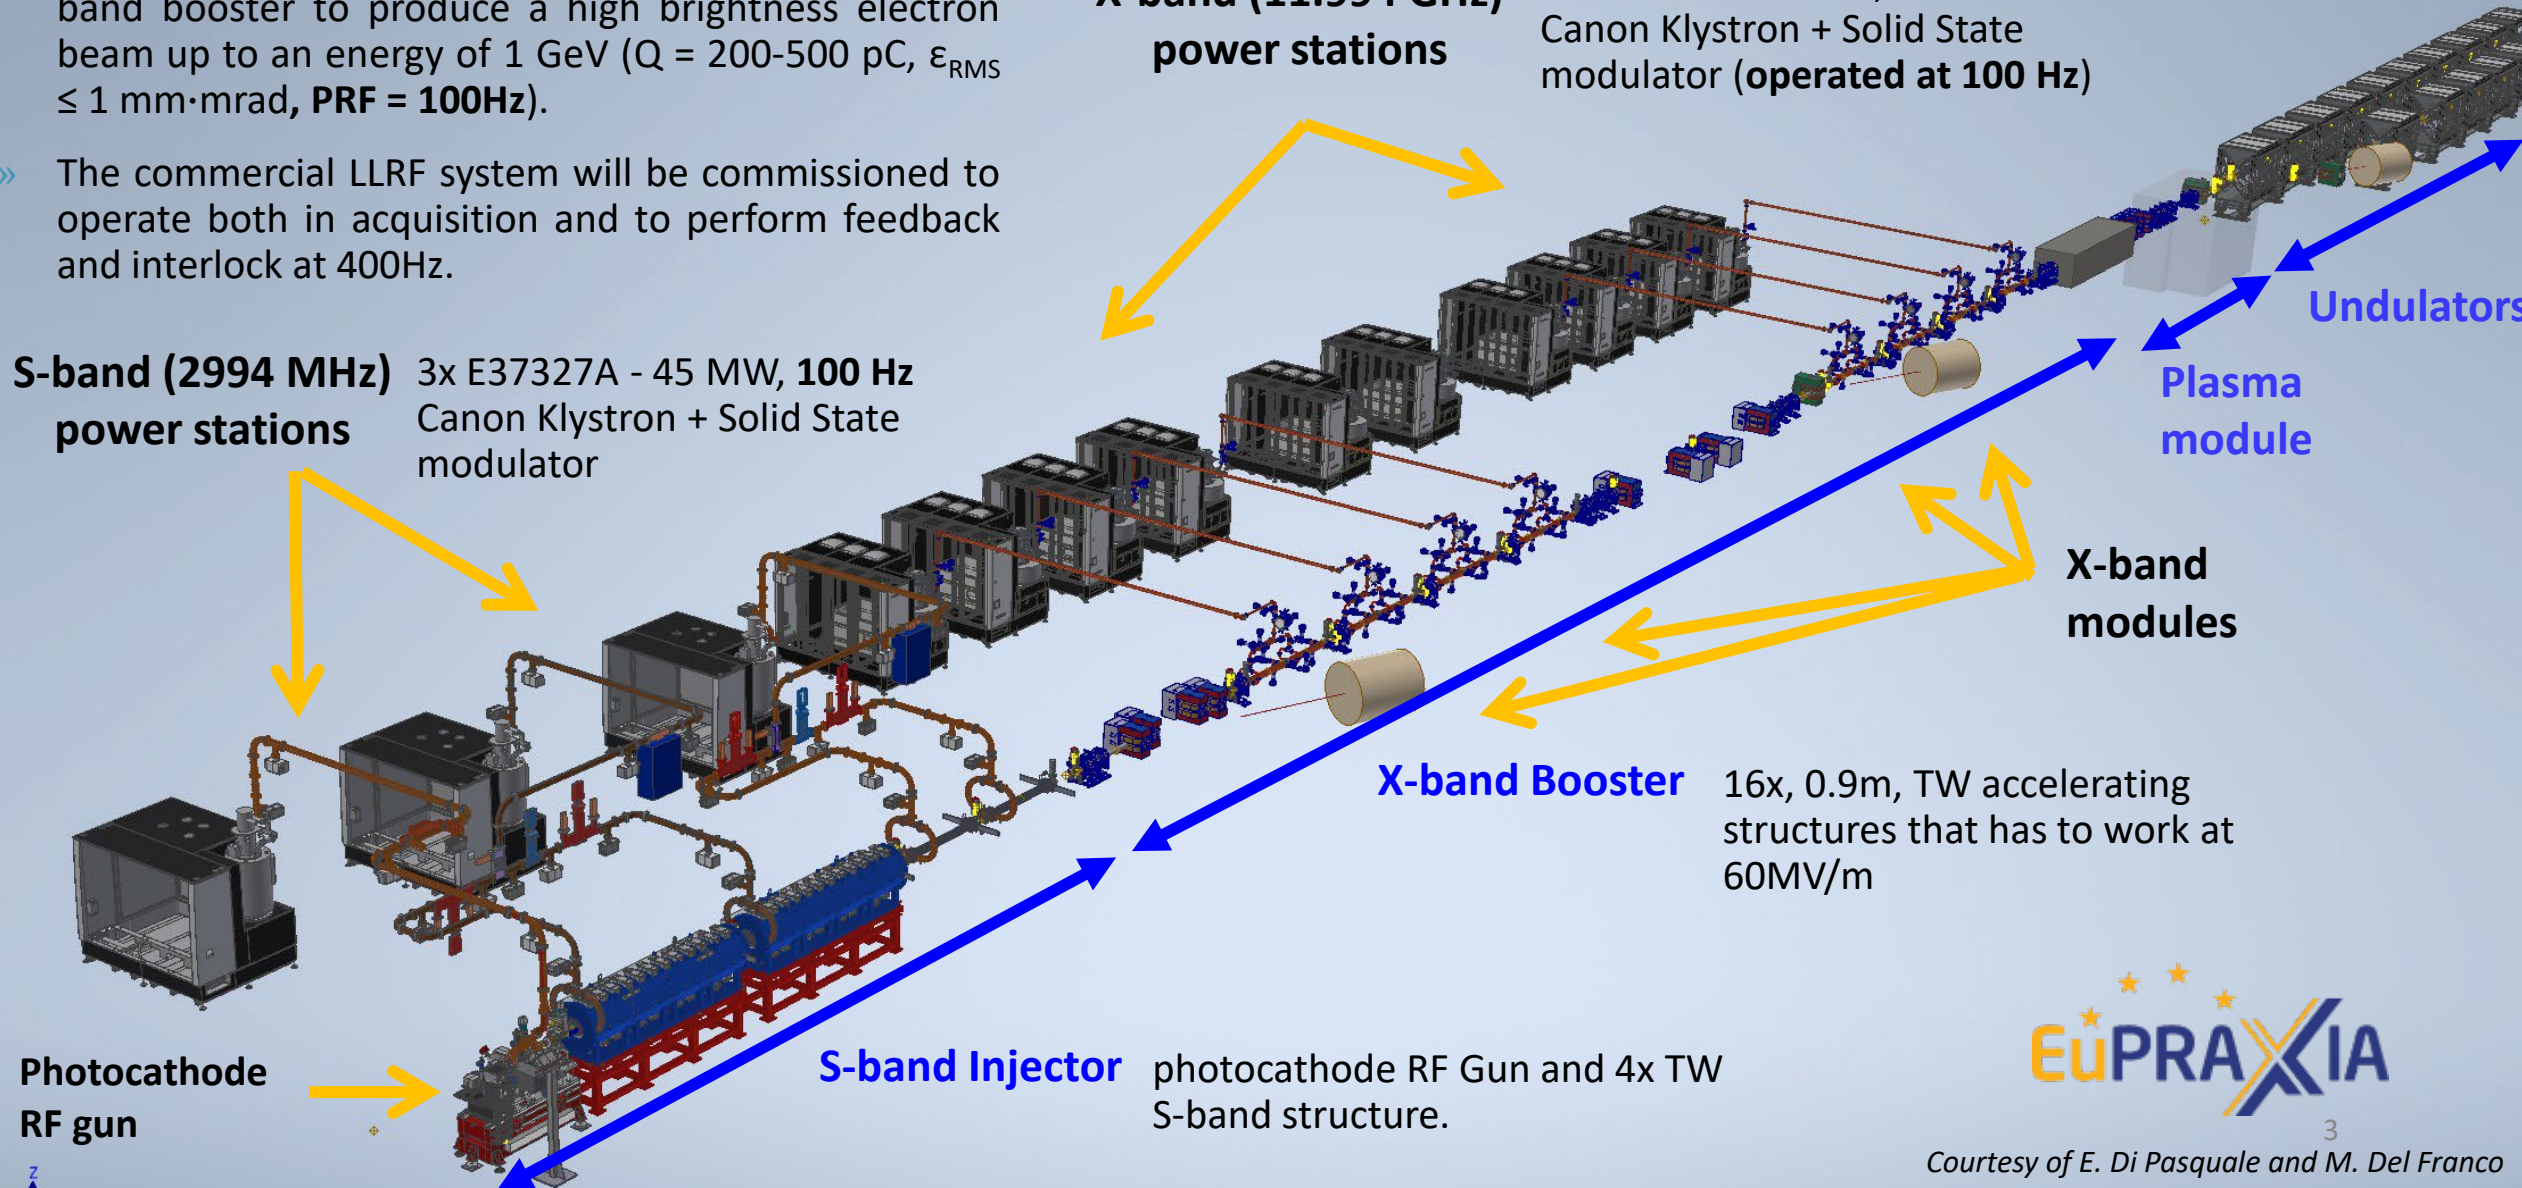 band booster to produce a high brightness electron
beam up to an energy of 1 GeV (Q = 200-500 pC, εRMS
≤ 1 mm·mrad, PRF = 100Hz).
» The commercial LLRF system will be commissioned to
operate both in acquisition and to perform feedback
and interlock at 400Hz.
X-band (11.994 GHz)
power stations
Canon Klystron + Solid State
modulator (operated at 100 Hz)
S-band (2994 MHz)
power stations
3x E37327A - 45 MW, 100 Hz
Canon Klystron + Solid State
modulator
Undulators
Plasma
module
X-band
modules
X-band Booster
16x, 0.9m, TW accelerating
structures that has to work at
60MV/m
Photocathode
RF gun
S-band Injector
photocathode RF Gun and 4x TW
S-band structure.
EuPRAXIA
3
Courtesy of E. Di Pasquale and M. Del Franco
z